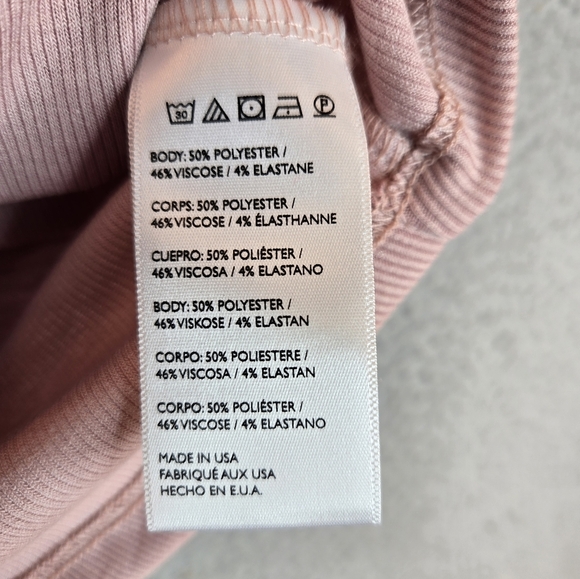 30
P
BODY: 50% POLYESTER /
46% VISCOSE / 4% ELASTANE
CORPS: 50% POLYESTER /
46% VISCOSE / 4% ÉLASTHANNE
CUEPRO: 50% POLIÉSTER /
46% VISCOSA / 4% ELASTANO
BODY: 50% POLYESTER /
46% VISKOSE / 4% ELASTAN
CORPO: 50% POLIESTERE /
46% VISCOSA / 4% ELASTAN
CORPO: 50% POLIÉSTER /
46% VISCOSE / 4% ELASTANO
MADE IN USA
FABRIQUÉ AUX USA
HECHO EN E.U.A.